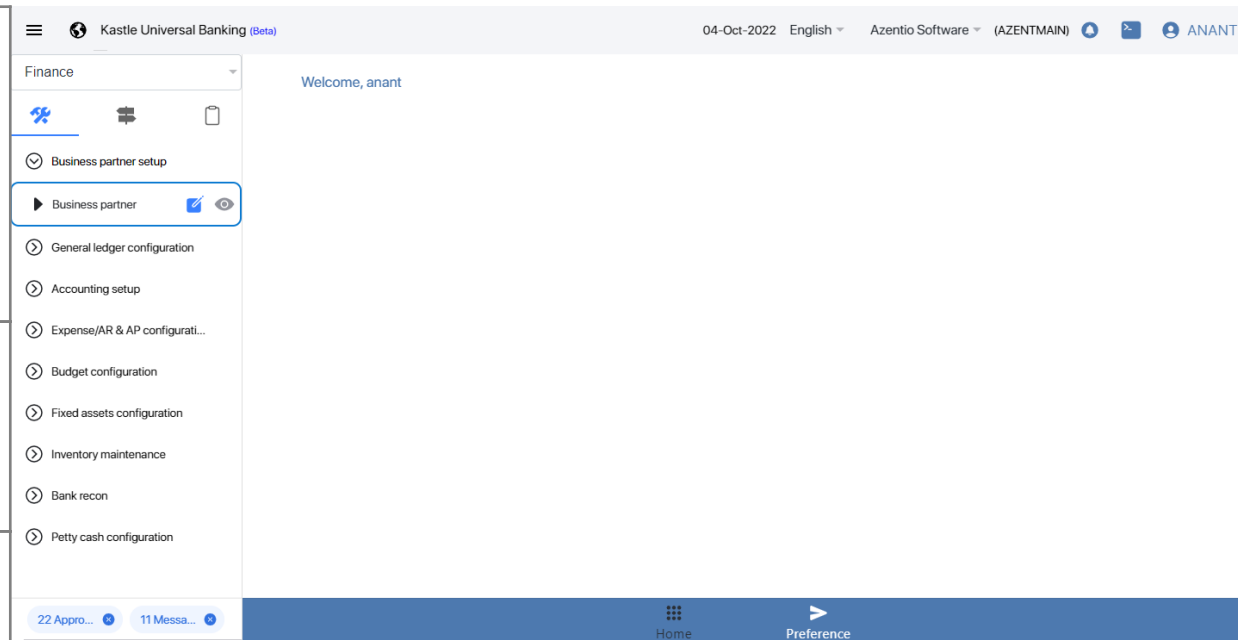 Kastle Universal Banking (Beta) 04-Oct-2022 English Azentio Software (AZENTMAIN) ANANT
Finance
Welcome, anant
Business partner setup
Business partner
General ledger configuration
Accounting setup
Expense/AR & AP configurati...
Budget configuration
Fixed assets configuration
Inventory maintenance
Bank recon
Petty cash configuration
22 Appro... 11 Messa...
Home Preference